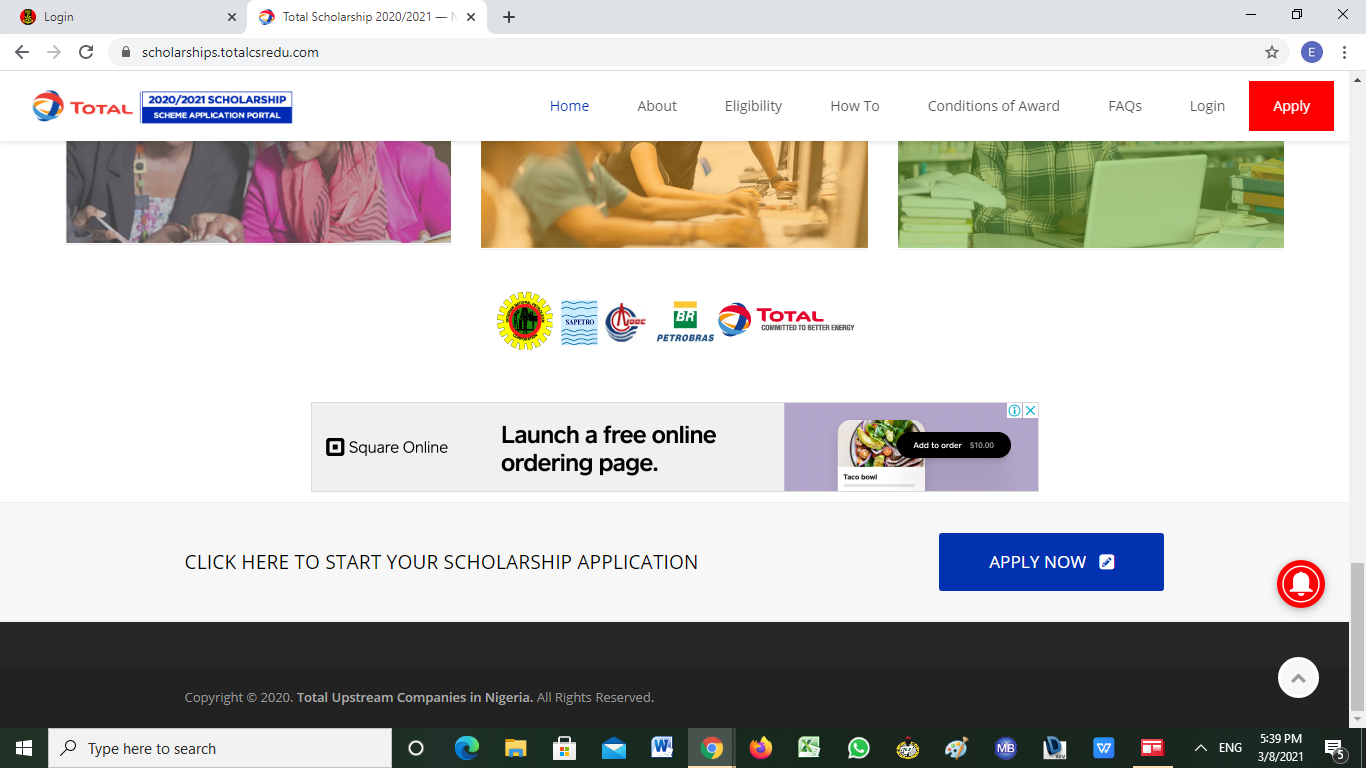 Login
Total Scholarship 2020/2021 — N
scholarships.totalcsredu.com
E
TOTAL
2020/2021 SCHOLARSHIP
SCHEME APPLICATION PORTAL
Home
About
Eligibility
How To
Conditions of Award
FAQs
Login
Apply
SAPETRO
BR
PETROBRAS
TOTAL
COMMITTED TO BETTER ENERGY
Square Online
Launch a free online
ordering page.
Add to order $10.00
Taco bowl
CLICK HERE TO START YOUR SCHOLARSHIP APPLICATION
APPLY NOW
Copyright © 2020. Total Upstream Companies in Nigeria. All Rights Reserved.
Type here to search
MB
ENG
5:39 PM
3/8/2021
5